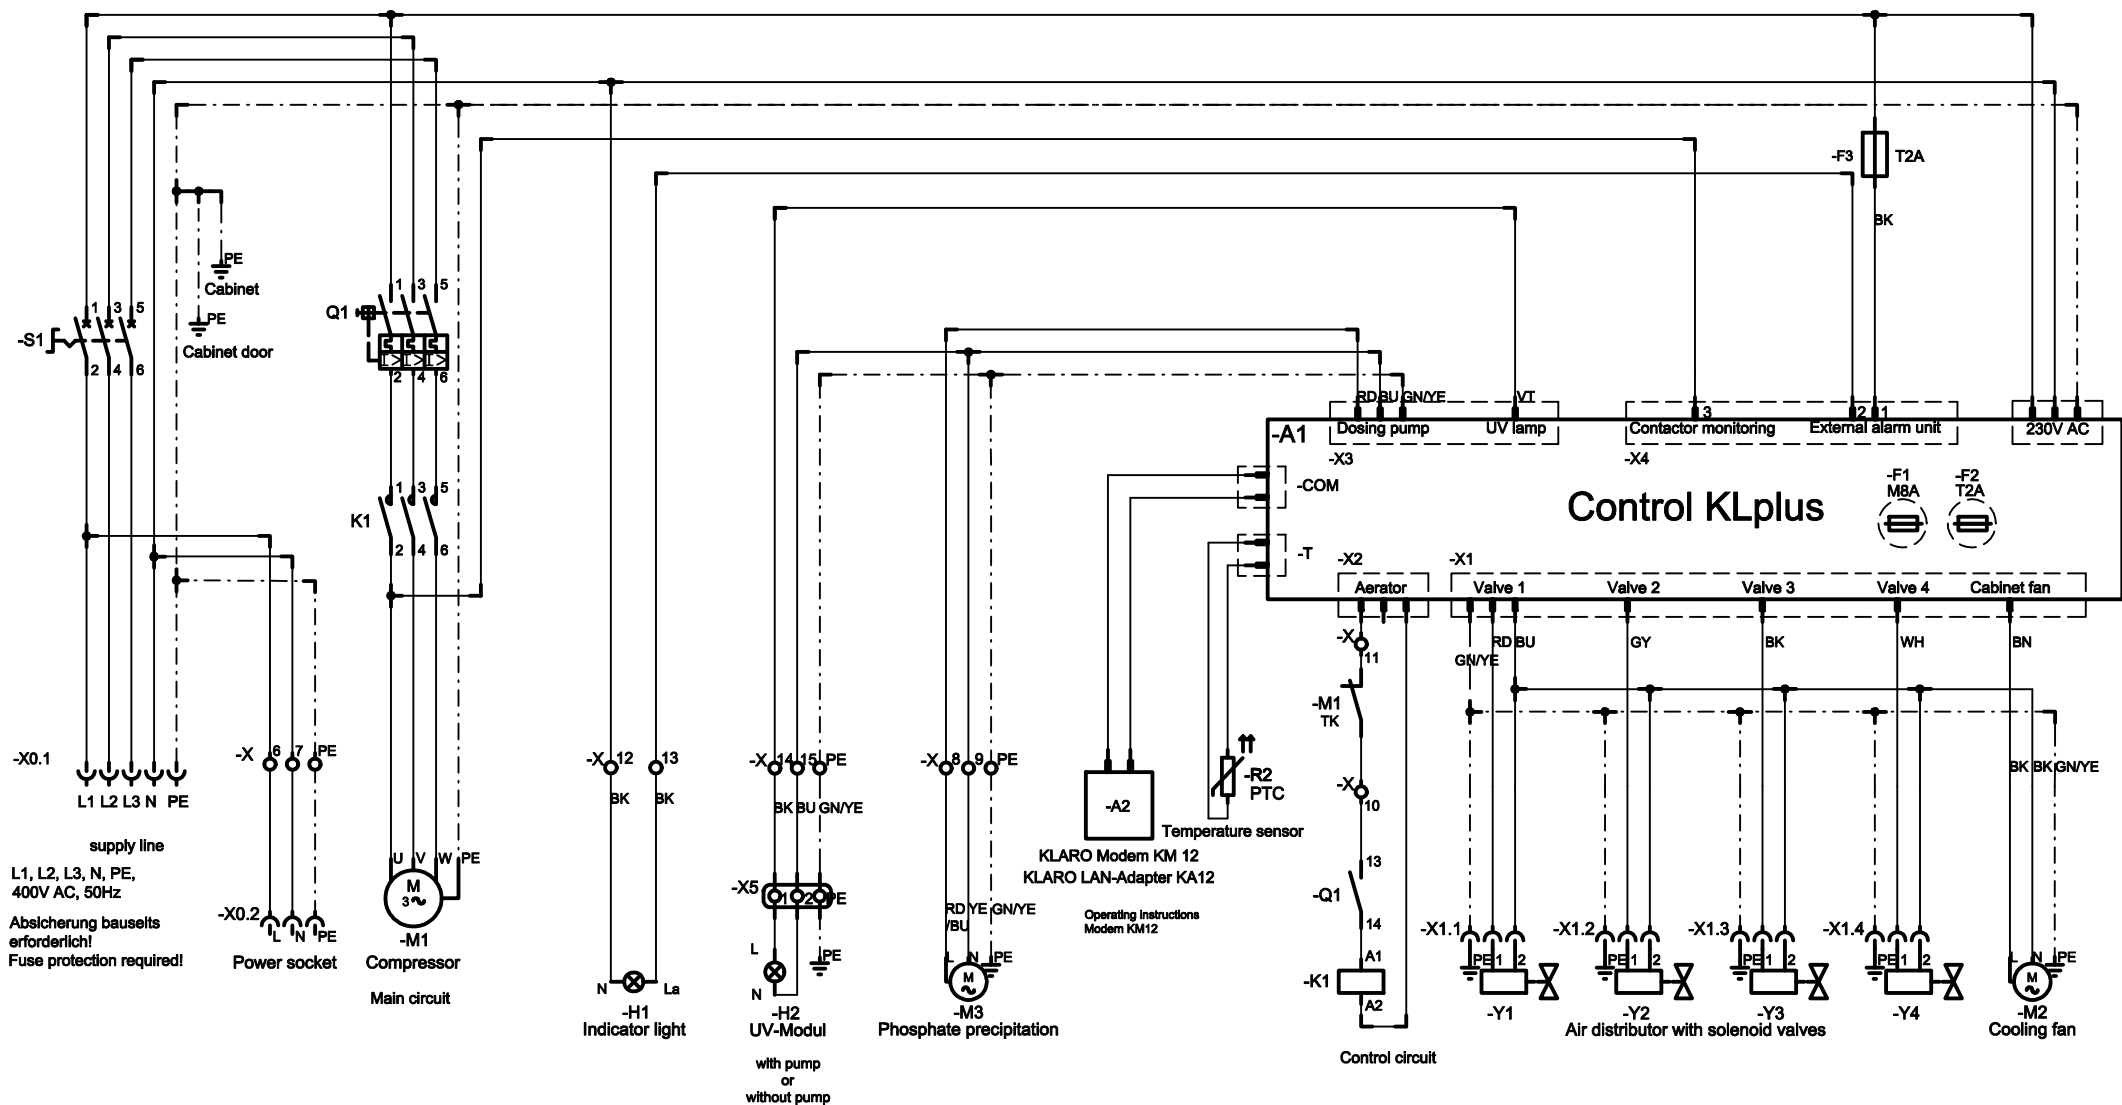 -F3
T2A
BK
PE
Cabinet
PE
Cabinet door
-S1
1 3 5
2 4 6
Q1
1 3 5
I> I> I>
2 4 6
K1
1 3 5
2 4 6
RD BU GN/YE
VT
3
2 1
-A1
Dosing pump
UV lamp
Contactor monitoring
External alarm unit
230V AC
-X3
-X4
-COM
-T
Control KLplus
-F1
M8A
-F2
T2A
-X2
-X1
Aerator
Valve 1
Valve 2
Valve 3
Valve 4
Cabinet fan
-X
11
-M1
TK
-X
10
13
-Q1
14
A1
-K1
A2
Control circuit
GN/YE
RD BU
GY
BK
WH
BN
BK BK GN/YE
-X0.1
L1 L2 L3 N PE
supply line
L1, L2, L3, N, PE,
400V AC, 50Hz
Absicherung bauseits
erforderlich!
Fuse protection required!
-X 6 7 PE
-X0.2
L N PE
Power socket
U V W PE
M
3
-M1
Compressor
Main circuit
-X 12 13
BK BK
N La
-H1
Indicator light
-X 14 15 PE
BK BU GN/YE
-X5 1 2 PE
L
PE
N
-H2
UV-Modul
with pump
or
without pump
-X 8 9 PE
RD YE GN/YE
/BU
L N PE
M
-M3
Phosphate precipitation
-A2
KLARO Modem KM 12
KLARO LAN-Adapter KA12
Operating instructions
Modem KM12
-R2
PTC
Temperature sensor
-X1.1
PE 1 2
-Y1
-X1.2
PE 1 2
-Y2
-X1.3
PE 1 2
-Y3
-X1.4
PE 1 2
-Y4
Air distributor with solenoid valves
L N PE
M
-M2
Cooling fan